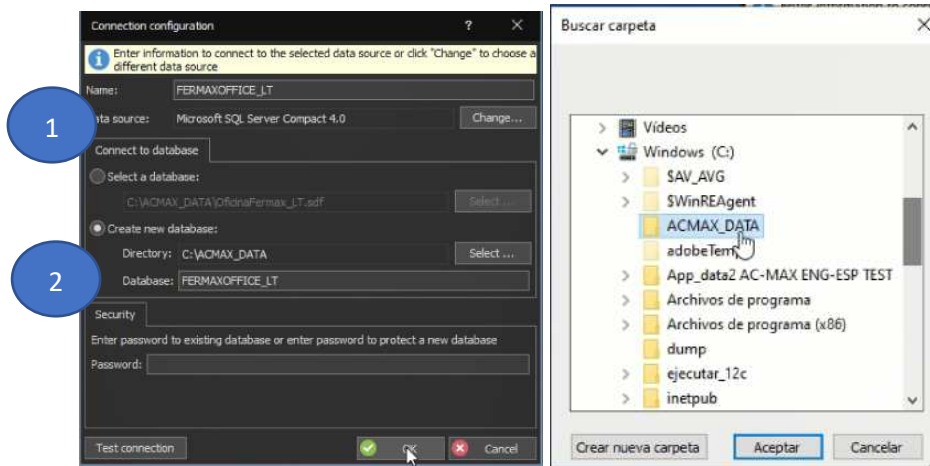 Connection configuration
?
Enter information to connect to the selected data source or click "Change" to choose a
different data source
Name: FERMAXOFFICE_LT
1
ata source: Microsoft SQL Server Compact 4.0 Change...
Connect to database
Select a database:
C:\ACMAX_DATA\OficinaFermax_LT.sdf Select ...
Create new database:
Directory: C:\ACMAX_DATA Select ...
2
Database: FERMAXOFFICE_LT
Security
Enter password to existing database or enter password to protect a new database
Password:
Test connection OK Cancel
Buscar carpeta
Vídeos
Windows (C:)
$AV_AVG
$WinREAgent
ACMAX_DATA
adobeTem
App_data2 AC-MAX ENG-ESP TEST
Archivos de programa
Archivos de programa (x86)
dump
ejecutar_12c
inetpub
Crear nueva carpeta Aceptar Cancelar